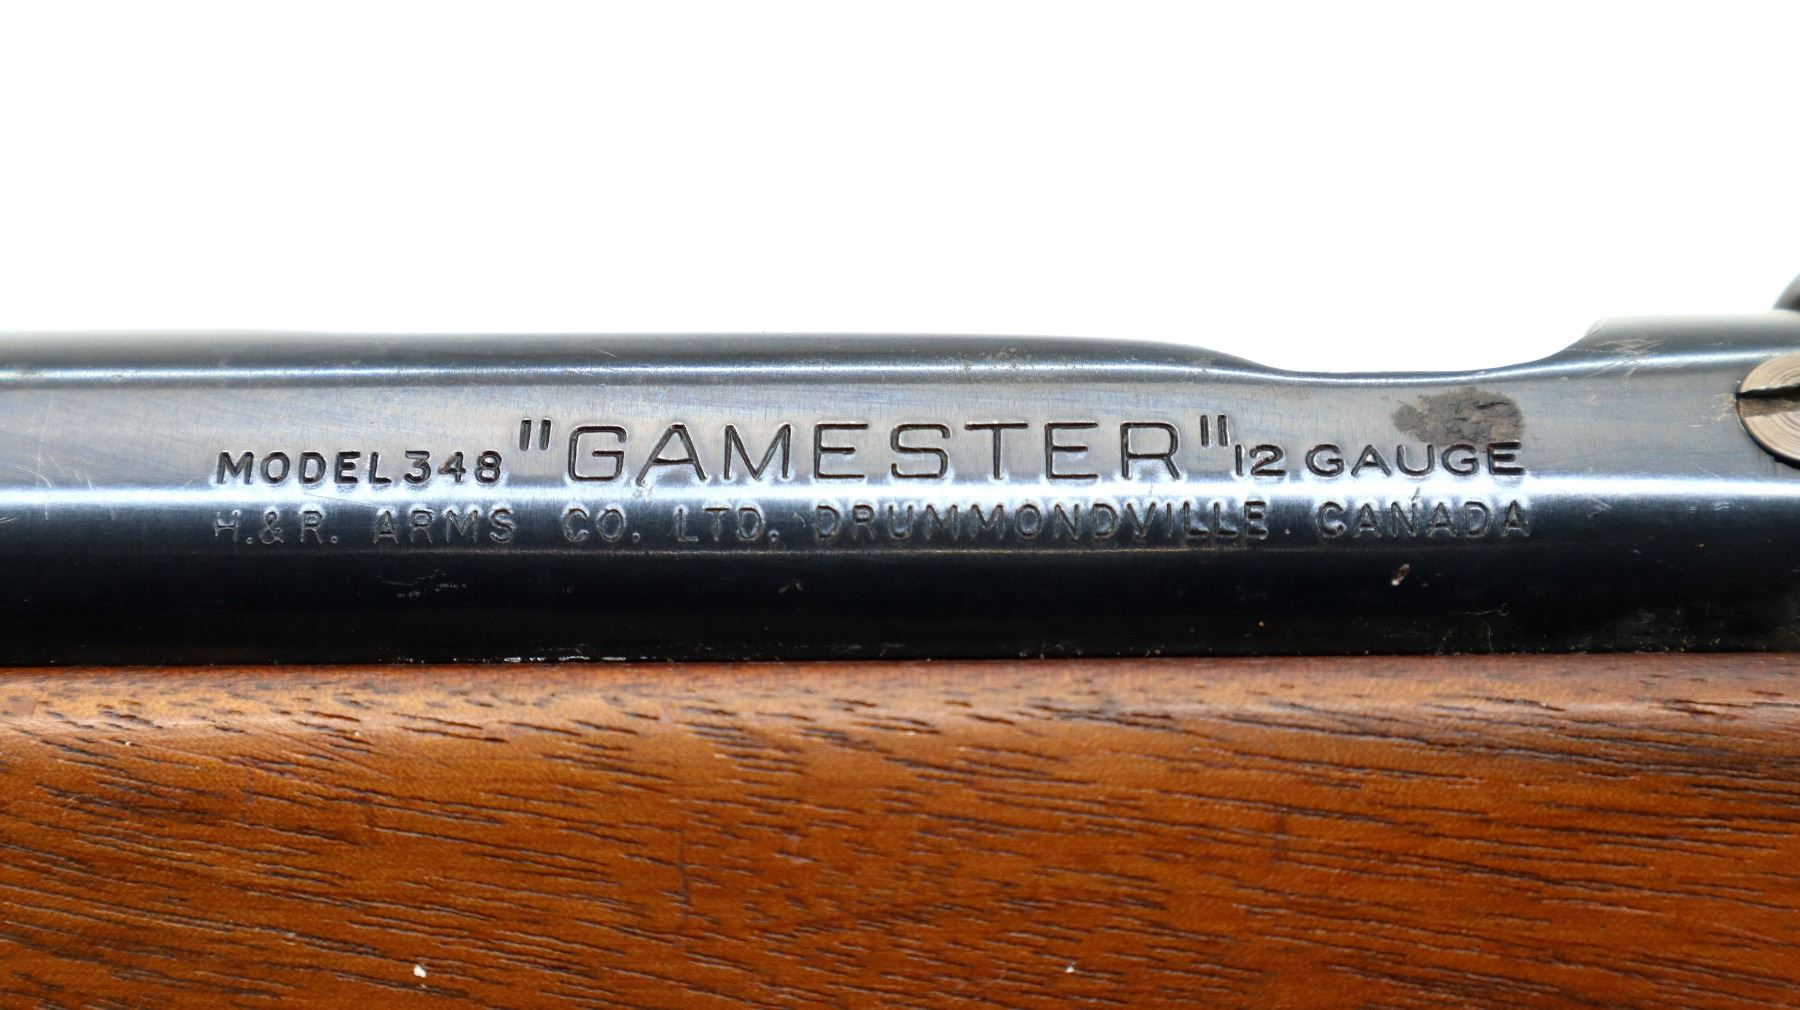 MODEL 348 "GAMESTER" 12 GAUGE
H.&R. ARMS CO. LTD. DRUMMONDVILLE CANADA